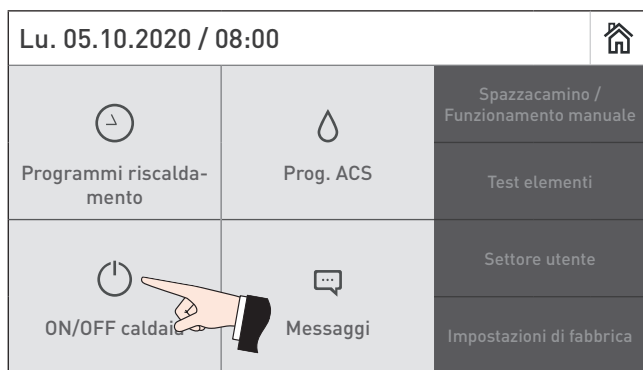 Lu. 05.10.2020 / 08:00
Programmi riscalda-
mento
Prog. ACS
Spazzacamino /
Funzionamento manuale
Test elementi
ON/OFF caldaia
Messaggi
Settore utente
Impostazioni di fabbrica